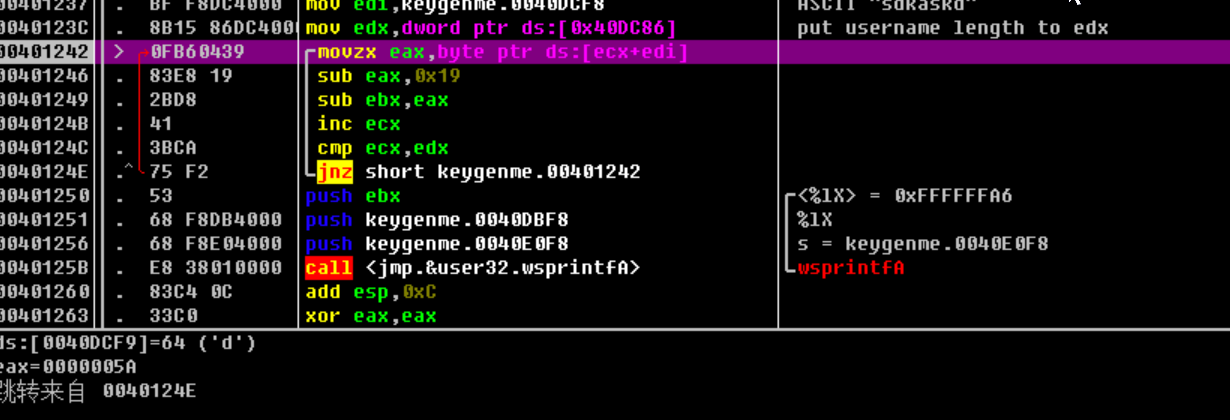 00401237 . BF F8DC4000 mov edi,keygenme.0040DCF8 ASCII "sdkaskd"
0040123C . 8B15 86DC400 mov edx,dword ptr ds:[0x40DC86] put username length to edx
00401242 > 0FB60439 movzx eax,byte ptr ds:[ecx+edi]
00401246 . 83E8 19 sub eax,0x19
00401249 . 2BD8 sub ebx,eax
0040124B . 41 inc ecx
0040124C . 3BCA cmp ecx,edx
0040124E .^ 75 F2 jnz short keygenme.00401242
00401250 . 53 push ebx <%lX> = 0xFFFFFFA6
00401251 . 68 F8DB4000 push keygenme.0040DBF8 %lX
00401256 . 68 F8E04000 push keygenme.0040E0F8 s = keygenme.0040E0F8
0040125B . E8 38010000 call <jmp.&user32.wsprintfA> wsprintfA
00401260 . 83C4 0C add esp,0xC
00401263 . 33C0 xor eax,eax
ds:[0040DCF9]=64 ('d')
eax=0000005A
跳转来自 0040124E